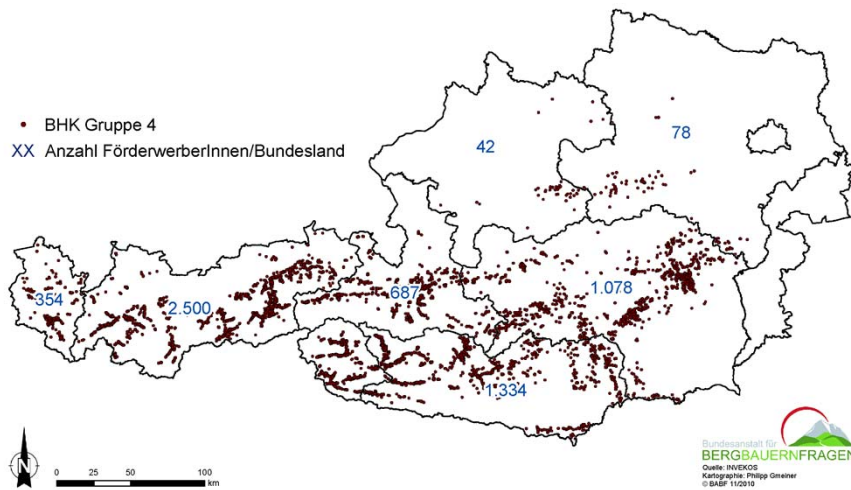 BHK Gruppe 4
XX Anzahl FörderwerberInnen/Bundesland
42
78
354
2.500
687
1.078
1.334
N
0 25 50 100
km
Bundesanstalt für
BERGBAUERNFRAGEN
Quelle: INVEKOS
Kartographie: Philipp Gmeiner
© BABF 11/2010